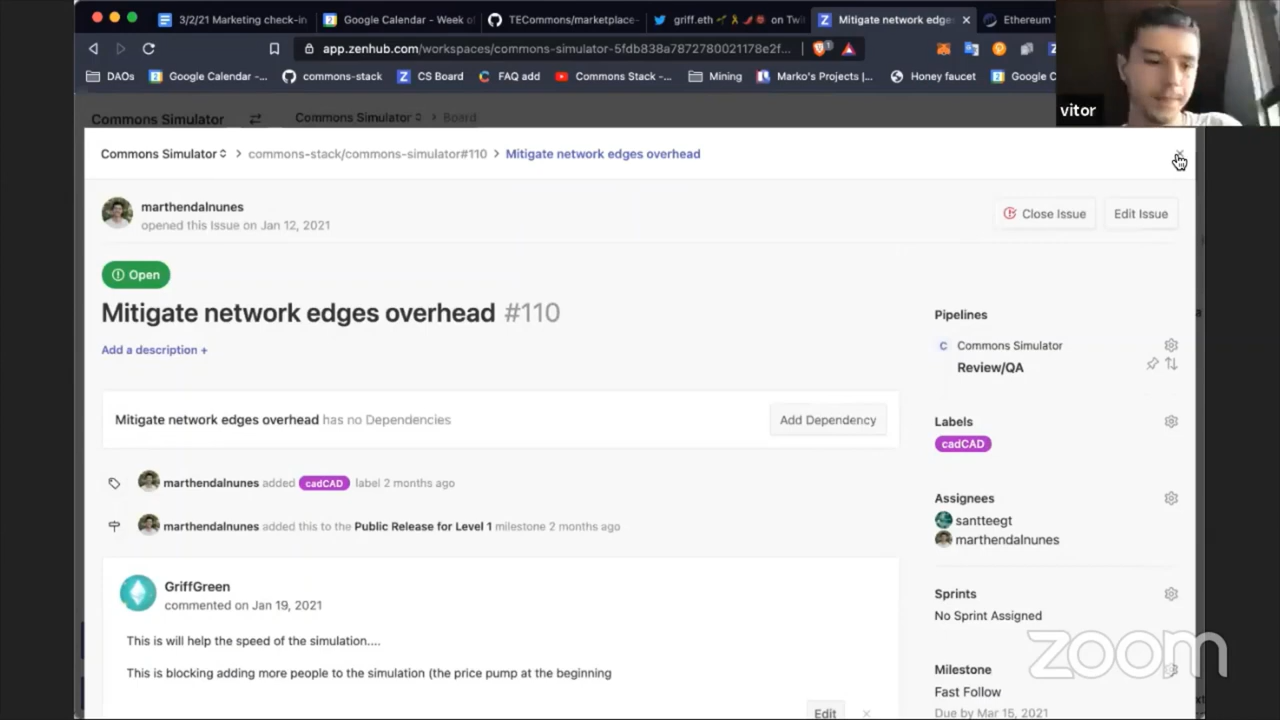 3/2/21 Marketing check-in
Google Calendar - Week o
TECommons/marketplace-
griff.eth on Twi
Mitigate network edges
Ethereum
app.zenhub.com/workspaces/commons-simulator-5fdb838a7872780021178e2f...
DAOs
Google Calendar -...
commons-stack
CS Board
FAQ add
Commons Stack -...
Mining
Marko's Projects |...
Honey faucet
Google C
vitor
Commons Simulator
Commons Simulator > Board
Commons Simulator > commons-stack/commons-simulator#110 > Mitigate network edges overhead
marthendalnunes
opened this Issue on Jan 12, 2021
Close Issue
Edit Issue
Open
Mitigate network edges overhead #110
Add a description +
Mitigate network edges overhead has no Dependencies
Add Dependency
marthendalnunes added cadCAD label 2 months ago
marthendalnunes added this to the Public Release for Level 1 milestone 2 months ago
GriffGreen
commented on Jan 19, 2021
This is will help the speed of the simulation....
This is blocking adding more people to the simulation (the price pump at the beginning
Edit
Pipelines
C Commons Simulator
Review/QA
Labels
cadCAD
Assignees
santteegt
marthendalnunes
Sprints
No Sprint Assigned
Milestone
Fast Follow
Due by Mar 15, 2021
zoom